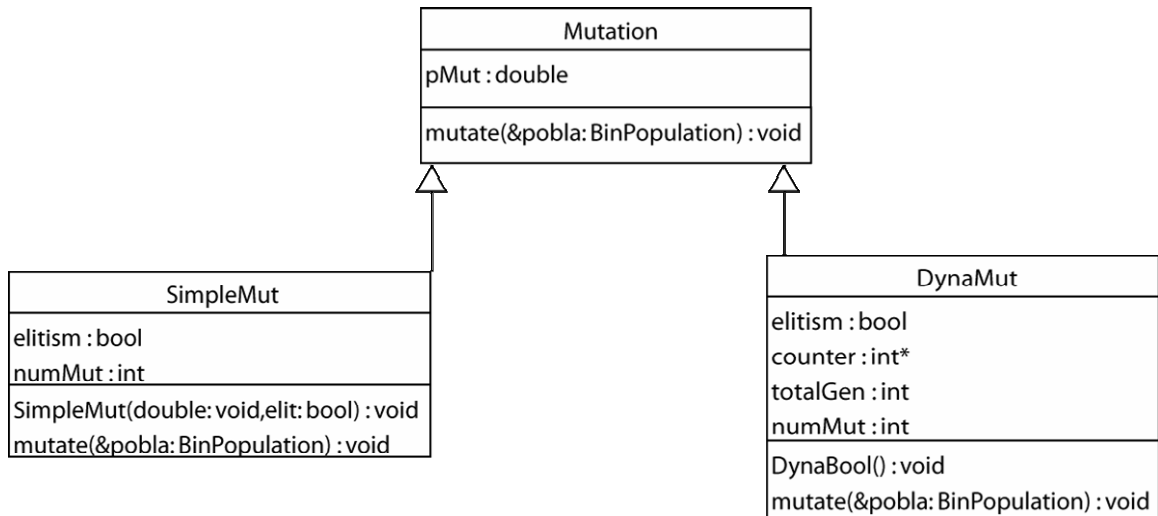 Mutation
pMut : double
mutate(&pobla: BinPopulation) : void
SimpleMut
elitism : bool
numMut : int
SimpleMut(double: void,elit: bool) : void
mutate(&pobla: BinPopulation) : void
DynaMut
elitism : bool
counter : int*
totalGen : int
numMut : int
DynaBool() : void
mutate(&pobla: BinPopulation) : void